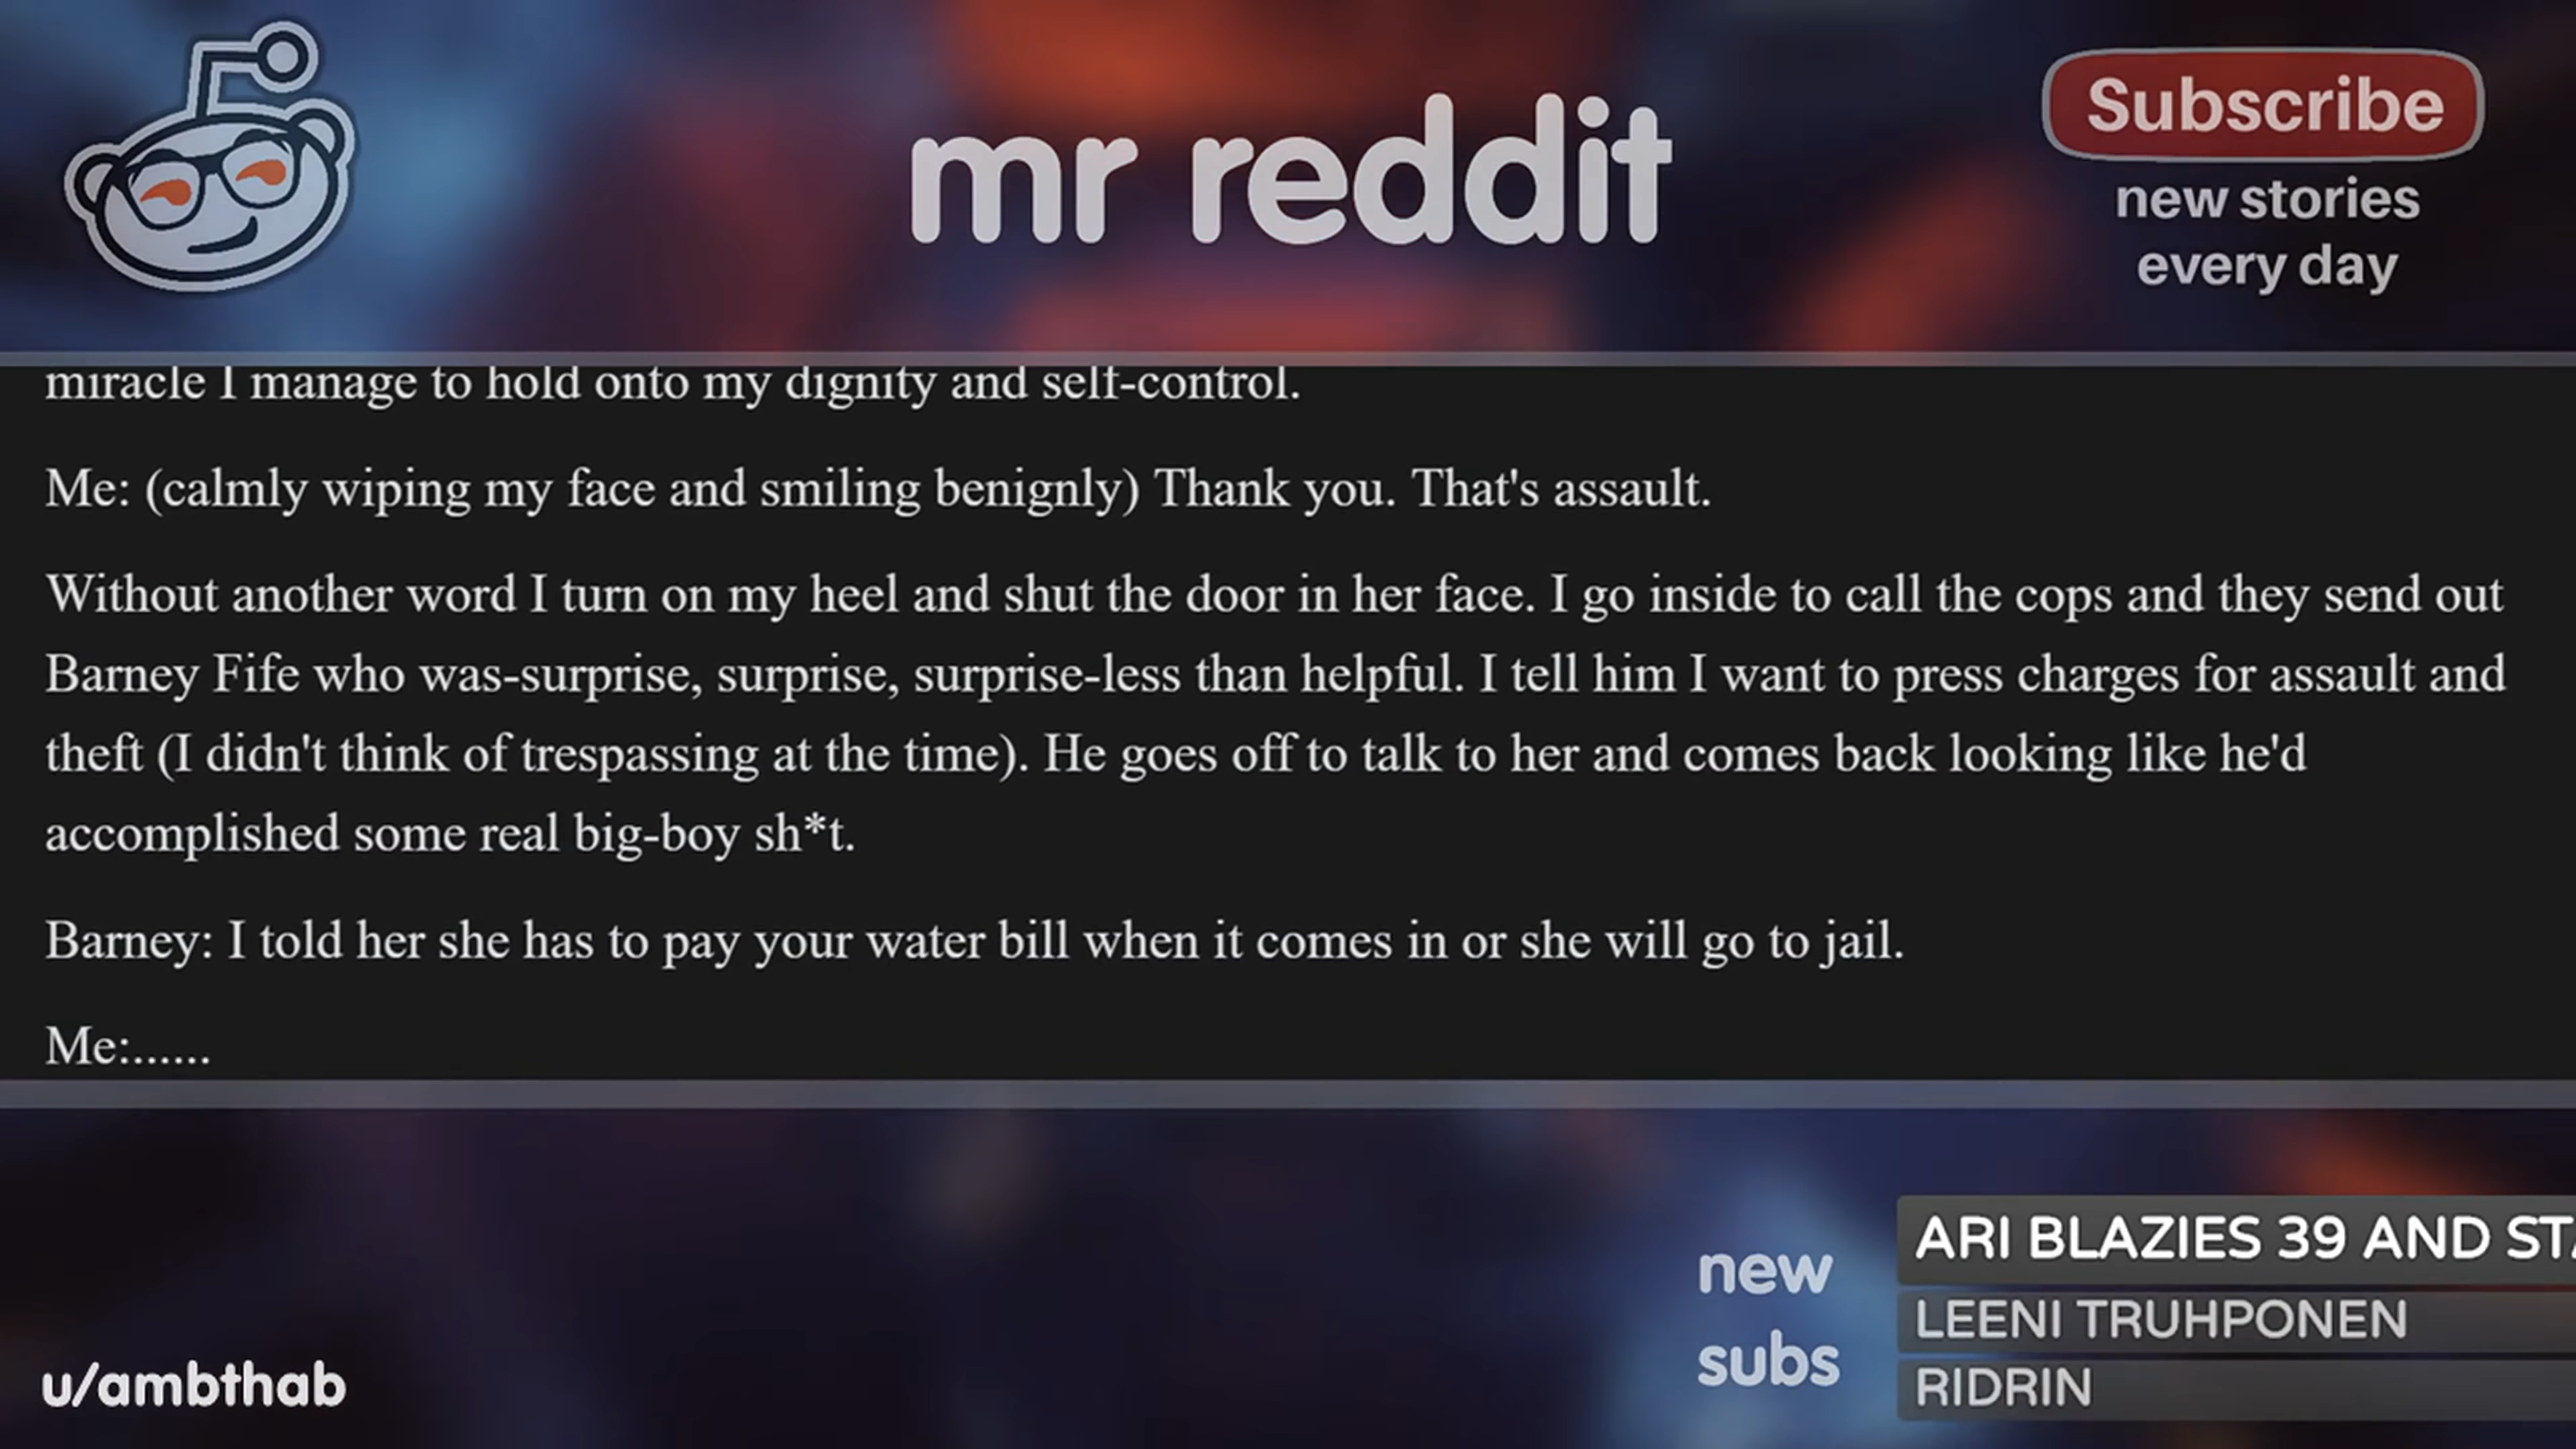 mr reddit
Subscribe
new stories
every day
miracle I manage to hold onto my dignity and self-control.
Me: (calmly wiping my face and smiling benignly) Thank you. That's assault.
Without another word I turn on my heel and shut the door in her face. I go inside to call the cops and they send out
Barney Fife who was-surprise, surprise, surprise-less than helpful. I tell him I want to press charges for assault and
theft (I didn't think of trespassing at the time). He goes off to talk to her and comes back looking like he'd
accomplished some real big-boy sh*t.
Barney: I told her she has to pay your water bill when it comes in or she will go to jail.
Me:......
new
subs
ARI BLAZIES 39 AND
LEENI TRUHPONEN
RIDRIN
u/ambthab